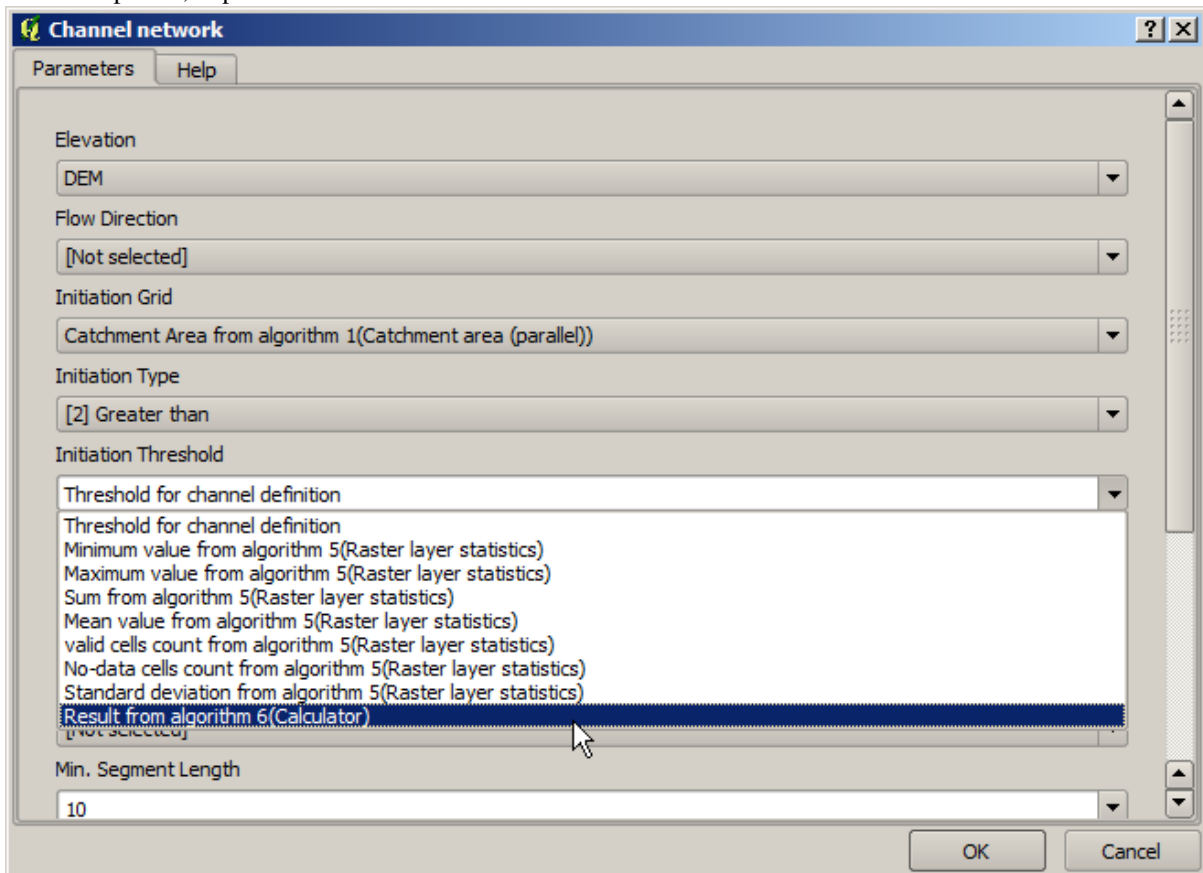 Channel network
Parameters Help
Elevation
DEM
Flow Direction
[Not selected]
Initiation Grid
Catchment Area from algorithm 1(Catchment area (parallel))
Initiation Type
[2] Greater than
Initiation Threshold
Threshold for channel definition
Threshold for channel definition
Minimum value from algorithm 5(Raster layer statistics)
Maximum value from algorithm 5(Raster layer statistics)
Sum from algorithm 5(Raster layer statistics)
Mean value from algorithm 5(Raster layer statistics)
valid cells count from algorithm 5(Raster layer statistics)
No-data cells count from algorithm 5(Raster layer statistics)
Standard deviation from algorithm 5(Raster layer statistics)
Result from algorithm 6(Calculator)
[Not selected]
Min. Segment Length
10
OK Cancel